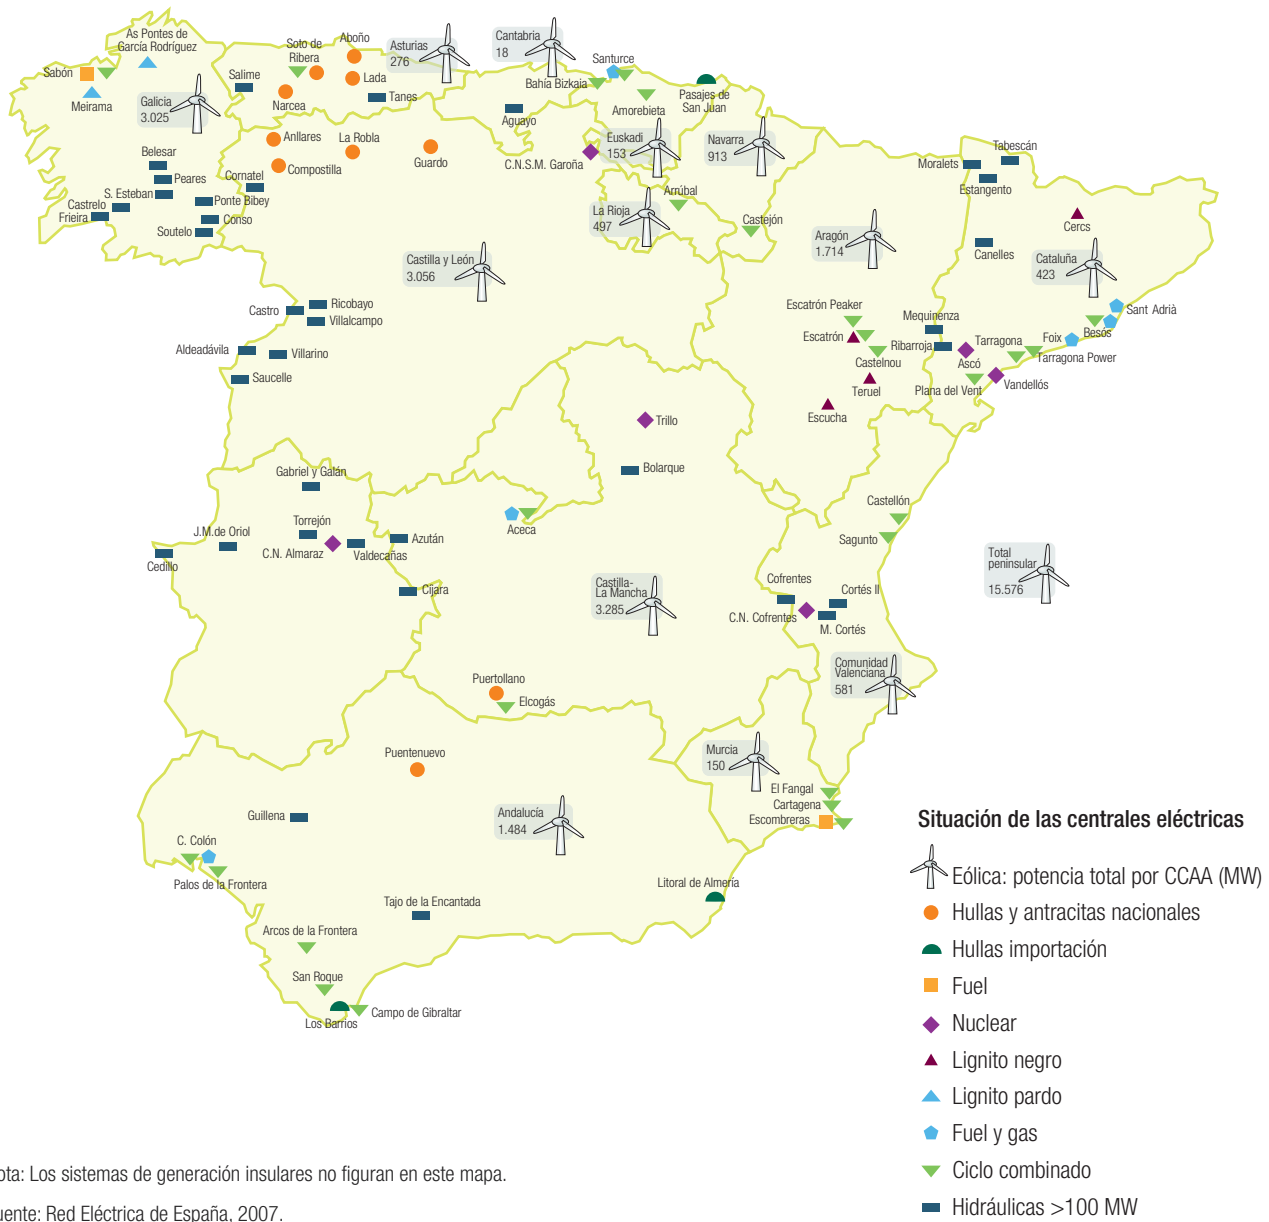 As Pontes de
García Rodríguez
Sabón
Meirama
Galicia
3.025
Soto de
Ribera
Aboño
Salime
Narcea
Lada
Tanes
Asturias
276
Cantabria
18
Santurce
Bahía Bizkaia
Amorebieta
Pasajes de
San Juan
Aguayo
C.N.S.M. Garoña
Euskadi
153
Navarra
913
Anllares
La Robla
Compostilla
Guardo
Cornatel
Belesar
Peares
S. Esteban
Ponte Bibey
Castrelo
Frieira
Conso
Soutelo
La Rioja
497
Arrúbal
Castejón
Aragón
1.714
Moralets
Tabescán
Estangento
Cercs
Canelles
Cataluña
423
Castilla y León
3.056
Castro
Ricobayo
Villalcampo
Aldeadávila
Villarino
Saucelle
Escatrón Peaker
Escatrón
Castelnou
Teruel
Escucha
Mequinenza
Ribarroja
Ascó
Tarragona
Foix
Besós
Sant Adrià
Tarragona Power
Plana del Vent
Vandellós
Trillo
Bolarque
Gabriel y Galán
Torrejón
J.M.de Oriol
C.N. Almaraz
Valdecañas
Azután
Cedillo
Cíjara
Aceca
Castellón
Sagunto
Total
peninsular
15.576
Castilla-
La Mancha
3.285
Cofrentes
Cortés II
C.N. Cofrentes
M. Cortés
Comunidad
Valenciana
581
Puertollano
Elcogás
Puentenuevo
Murcia
150
El Fangal
Cartagena
Escombreras
Guillena
Andalucía
1.484
C. Colón
Palos de la Frontera
Tajo de la Encantada
Litoral de Almería
Arcos de la Frontera
San Roque
Los Barrios
Campo de Gibraltar
Situación de las centrales eléctricas
Eólica: potencia total por CCAA (MW)
Hullas y antracitas nacionales
Hullas importación
Fuel
Nuclear
Lignito negro
Lignito pardo
Fuel y gas
Ciclo combinado
Hidráulicas >100 MW
ota: Los sistemas de generación insulares no figuran en este mapa.
uente: Red Eléctrica de España, 2007.